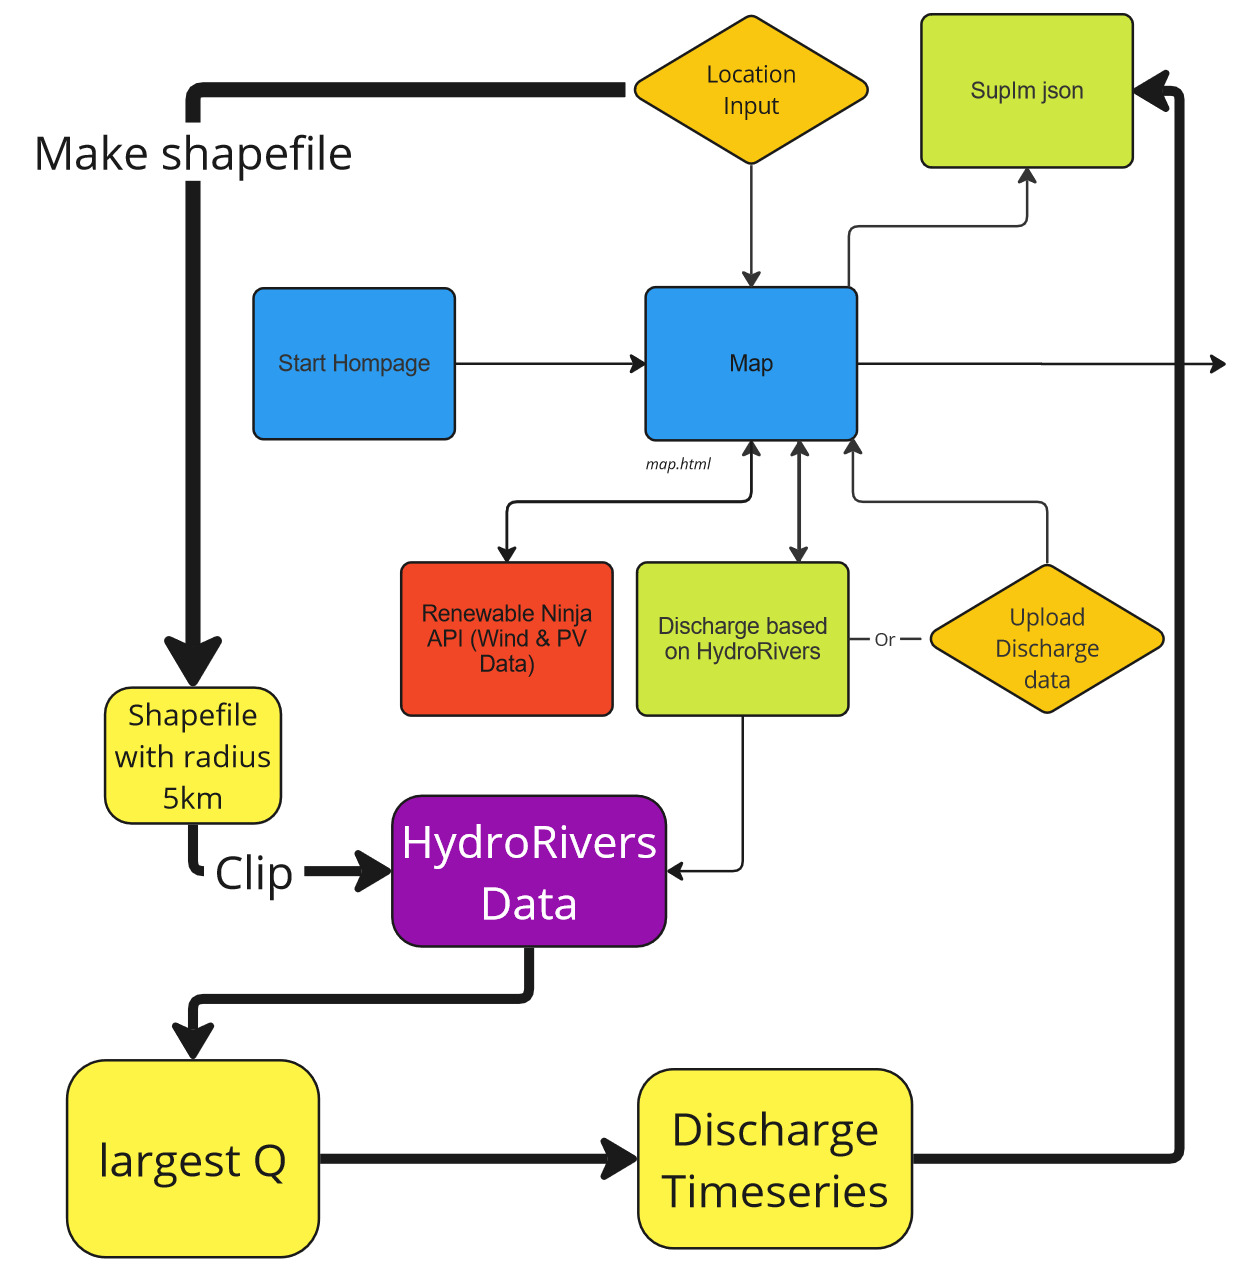 Location
Input
Suplm json
Make shapefile
Start Hompage
Map
map.html
Renewable Ninja
API (Wind & PV
Data)
Discharge based
on HydroRivers
Or
Upload
Discharge
data
Shapefile
with radius
5km
Clip
HydroRivers
Data
largest Q
Discharge
Timeseries